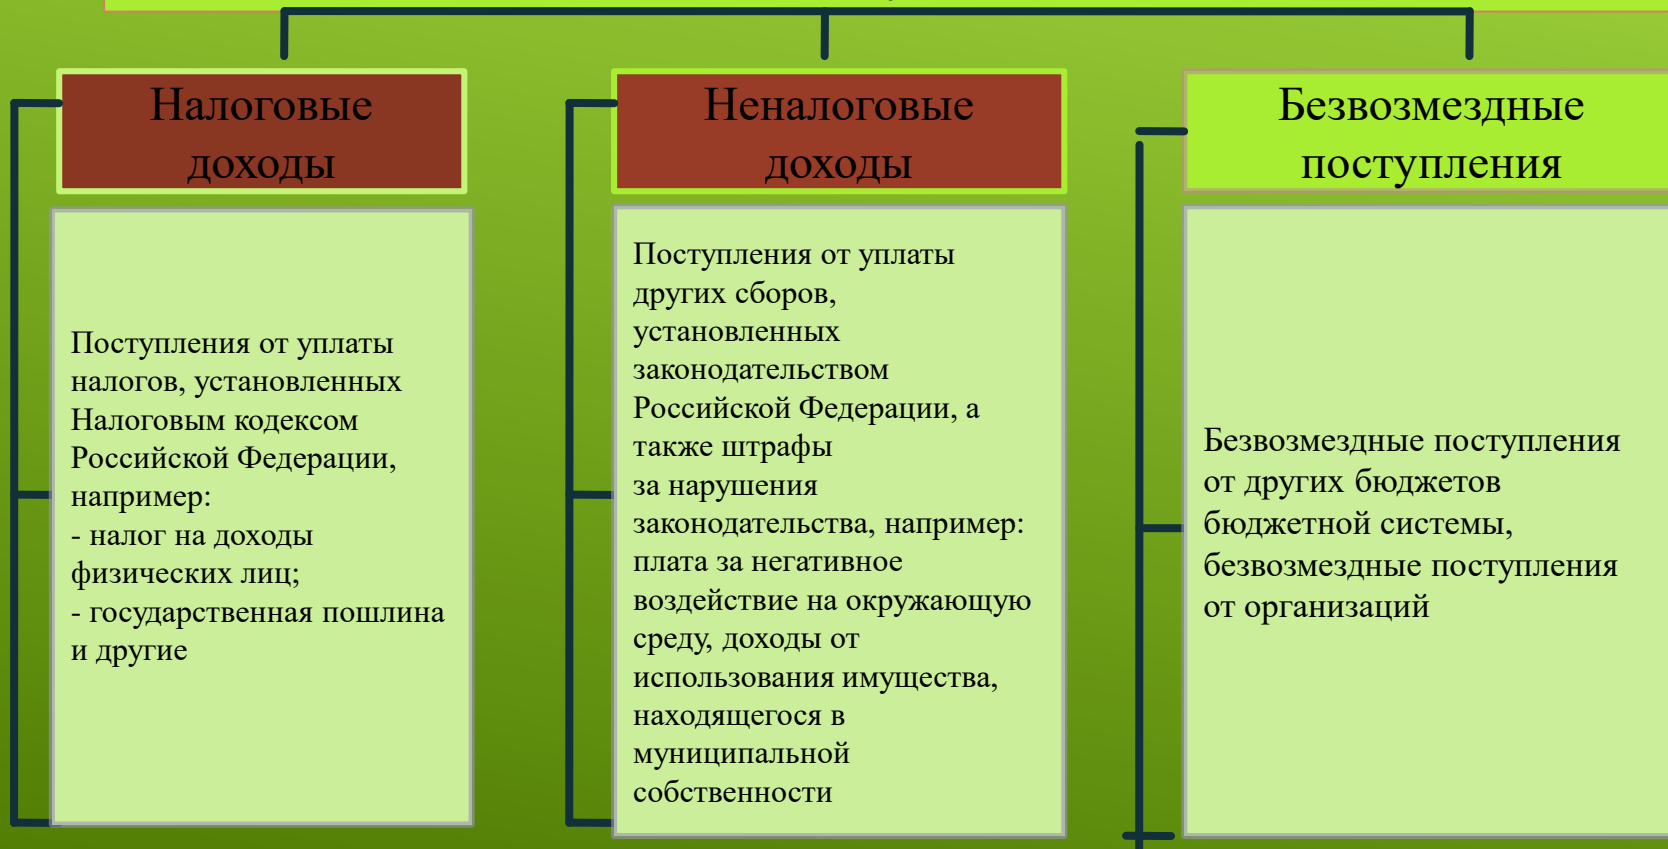 Налоговые
доходы
Неналоговые
доходы
Безвозмездные
поступления
Поступления от уплаты
налогов, установленных
Налоговым кодексом
Российской Федерации,
например:
- налог на доходы
физических лиц;
- государственная пошлина
и другие
Поступления от уплаты
других сборов,
установленных
законодательством
Российской Федерации, а
также штрафы
за нарушения
законодательства, например:
плата за негативное
воздействие на окружающую
среду, доходы от
использования имущества,
находящегося в
муниципальной
собственности
Безвозмездные поступления
от других бюджетов
бюджетной системы,
безвозмездные поступления
от организаций